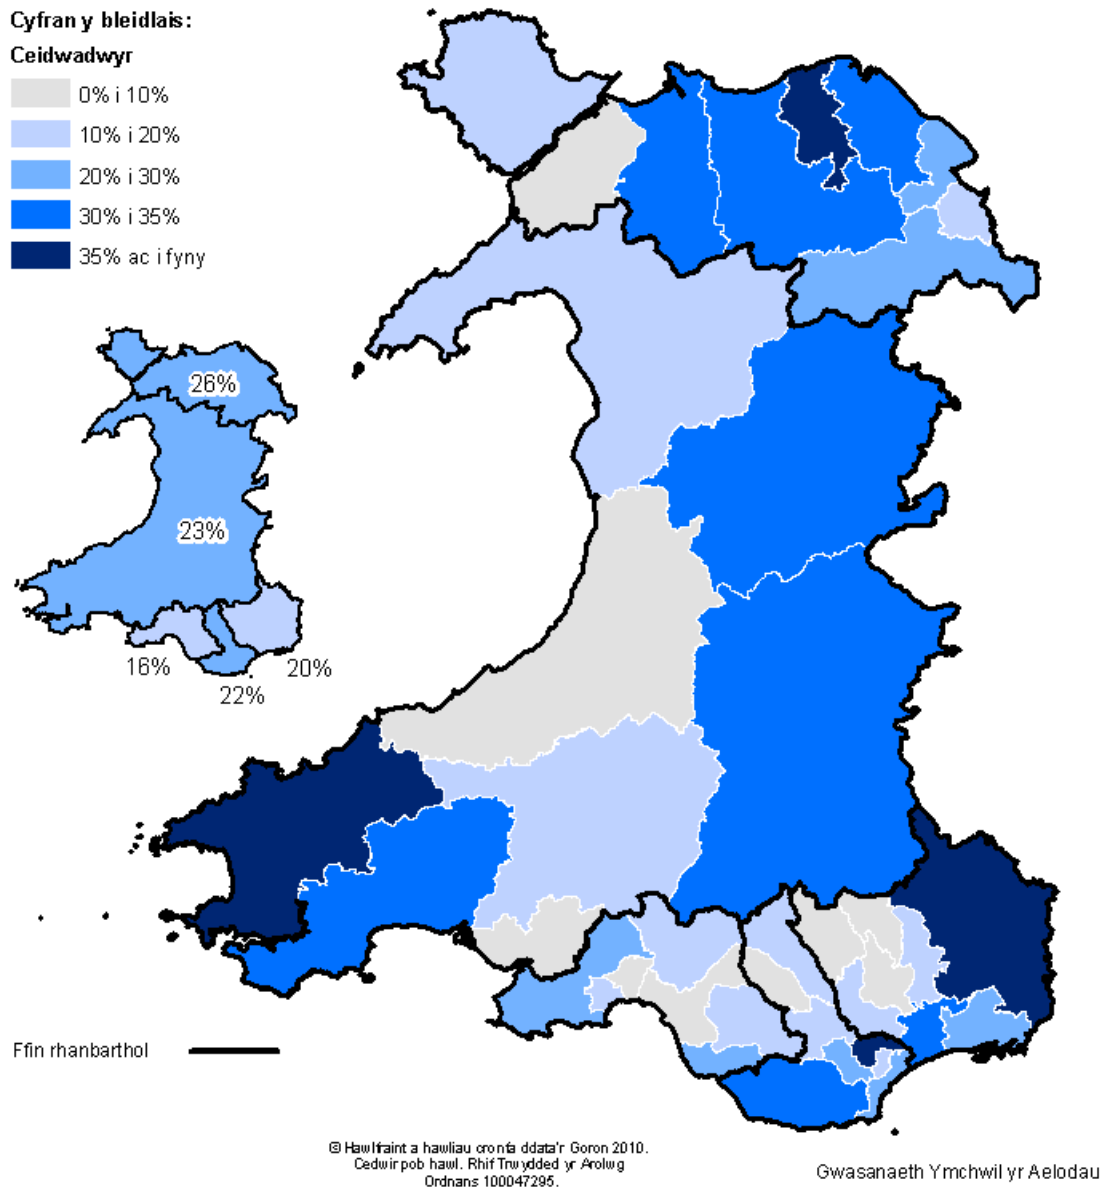 Cyfran y bleidlais:
Ceidwadwyr
0% i 10%
10% i 20%
20% i 30%
30% i 35%
35% ac i fyny
26%
23%
16%
20%
22%
Ffin rhanbarthol
© Hawlfraint a hawliau cronfa ddata'r Goron 2010.
Cedwir pob hawl. Rhif Trwydded yr Arolwg
Ordnans 100047295.
Gwasanaeth Ymchwil yr Aelodau